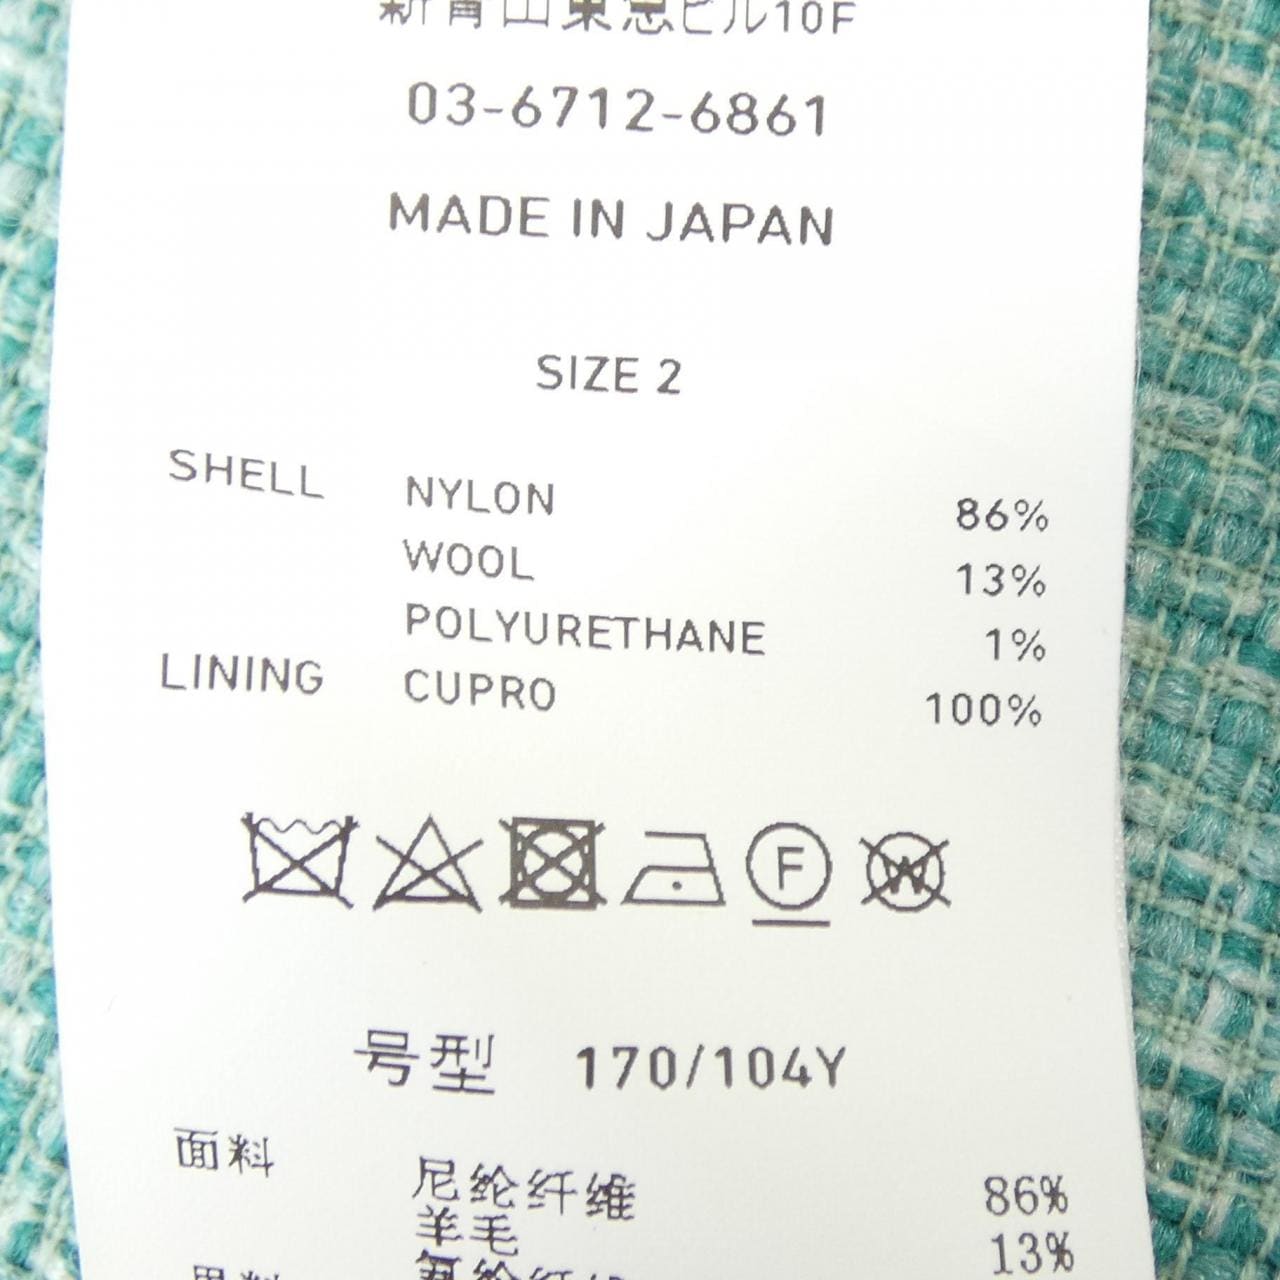 新青山東急ビル10F
03-6712-6861
MADE IN JAPAN
SIZE 2
SHELL NYLON 86%
WOOL 13%
POLYURETHANE 1%
LINING CUPRO 100%
F W
号型 170/104Y
面料 尼纶纤维 86%
羊毛 13%